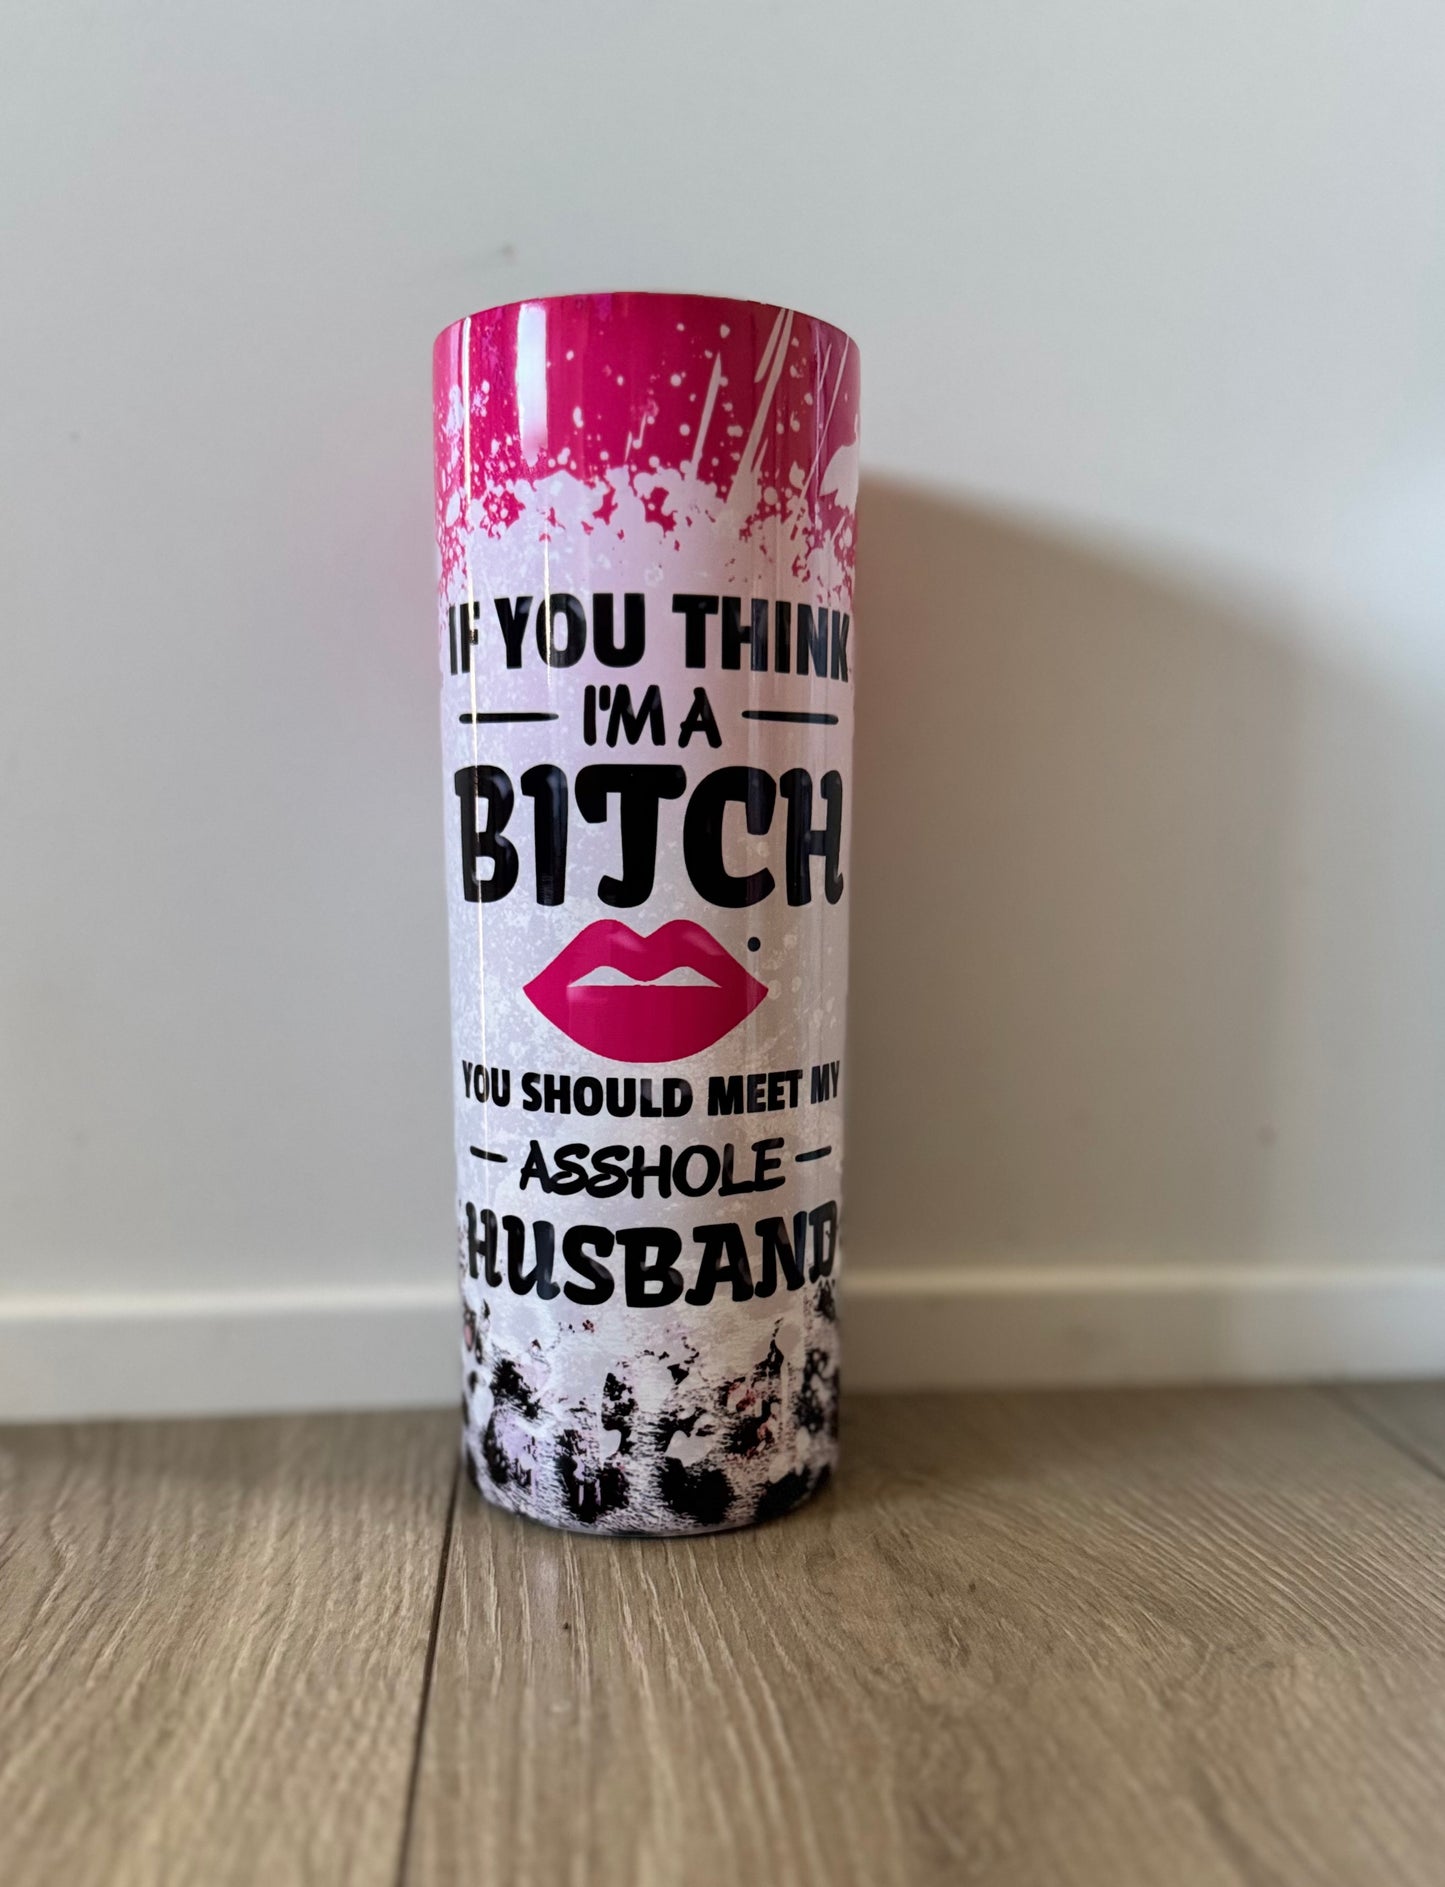 IF YOU THINK
I'M A
BITCH
YOU SHOULD MEET MY
ASSHOLE
HUSBAND